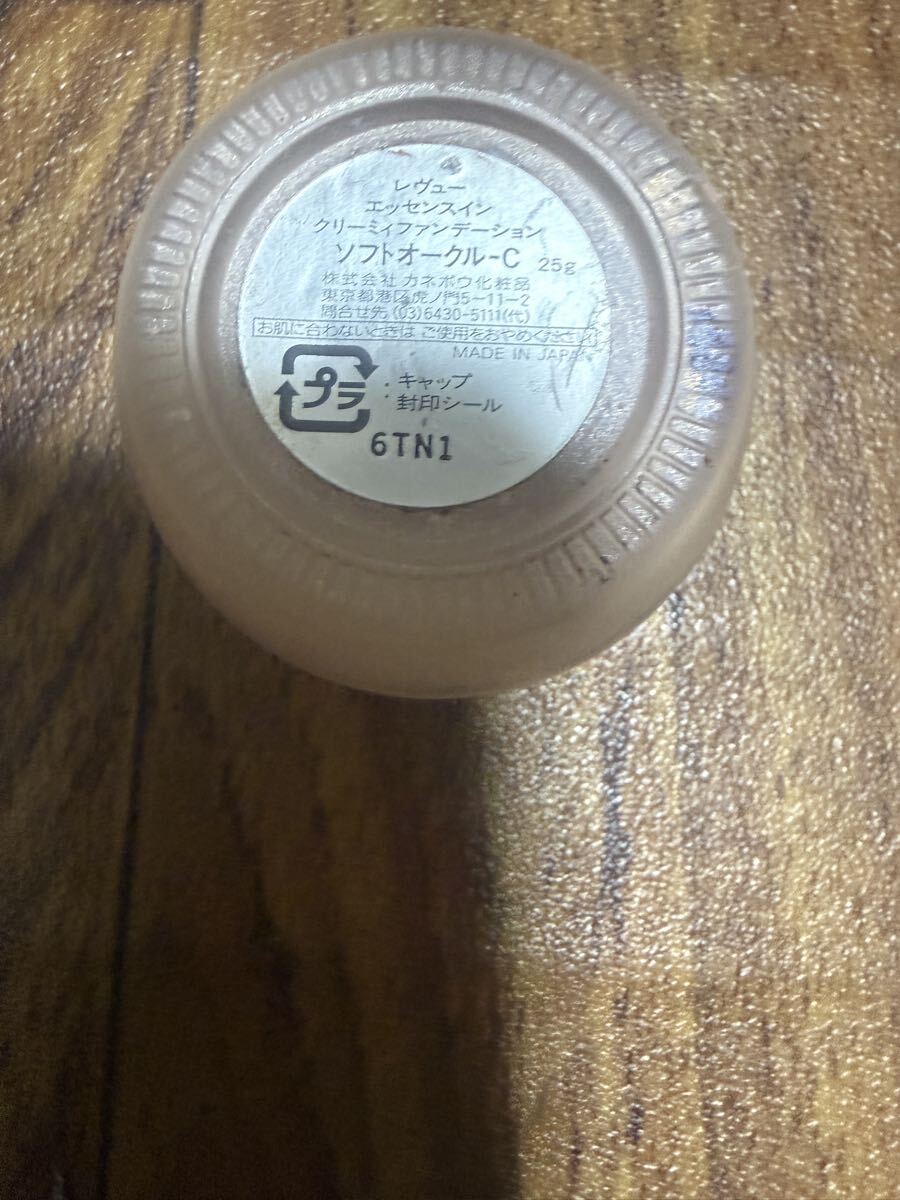 レヴュー
エッセンスイン
クリーミィファンデーション
ソフトオークル-C 25g
株式会社 カネボウ化粧品
東京都港区虎ノ門5-11-2
問合せ先(03)6430-5111(代)
お肌に合わないときは ご使用をおやめください
MADE IN JAPAN
プラ
・キャップ
・封印シール
6TN1